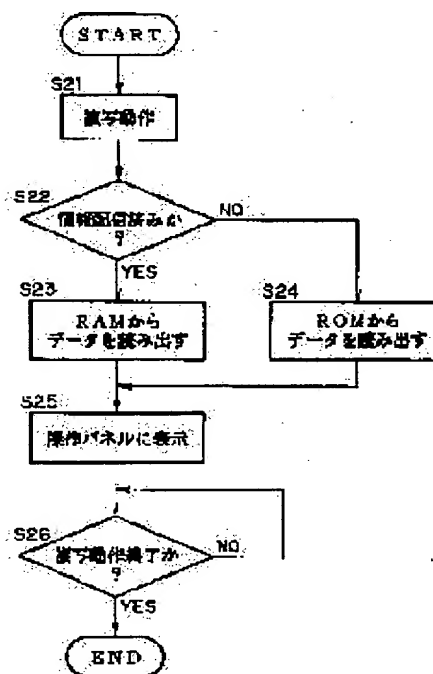 START
S21
複写動作
S22
情報配信済みか
?
NO
YES
S23
S24
RAMから
データを読み出す
ROMから
データを読み出す
S25
操作パネルに表示
S26
複写動作終了か
?
NO
YES
END